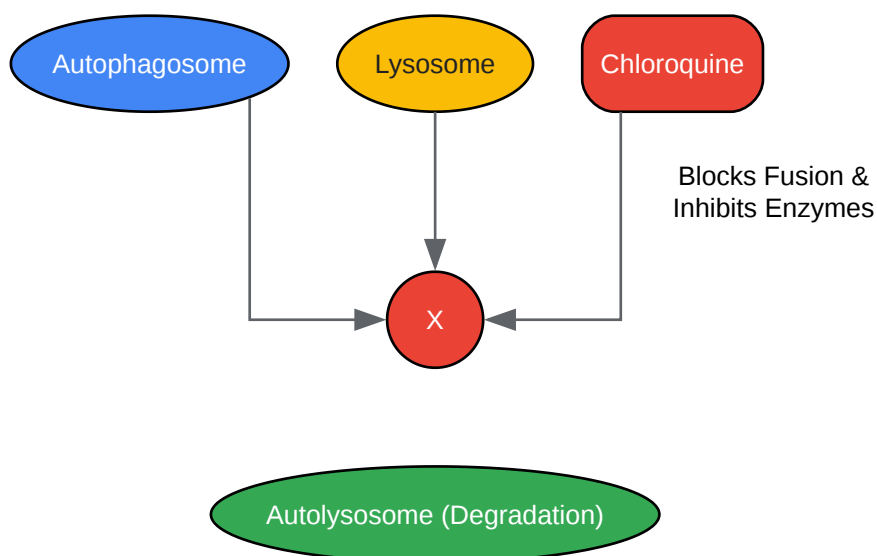 Autophagosome
Lysosome
Chloroquine
Blocks Fusion &
Inhibits Enzymes
X
Autolysosome (Degradation)